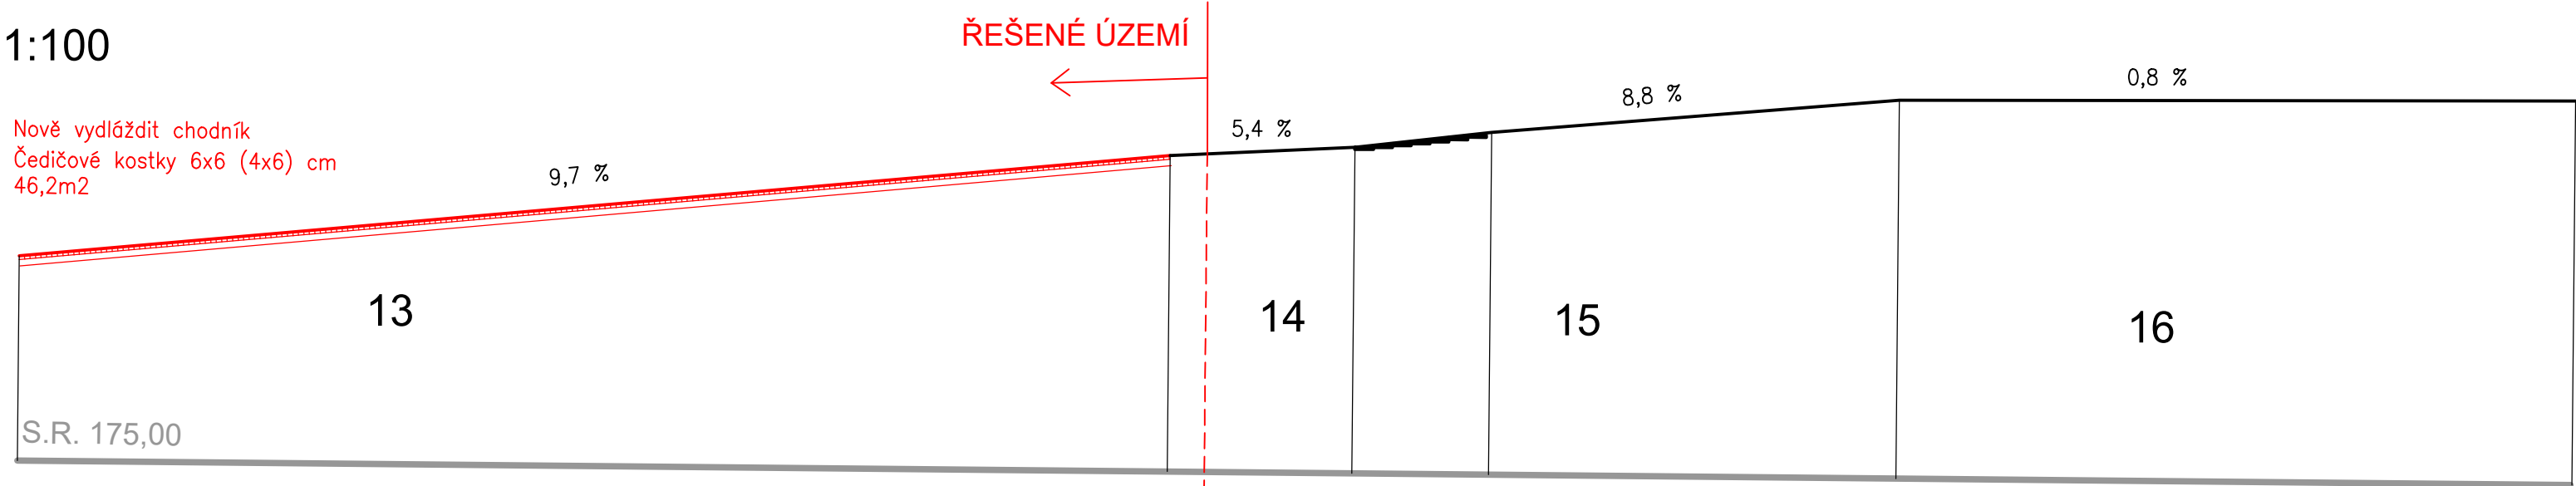 1:100
ŘEŠENÉ ÚZEMÍ
0,8 %
8,8 %
5,4 %
Nově vydláždit chodník
Čedičové kostky 6x6 (4x6) cm
46,2m2
9,7 %
13
14
15
16
S.R. 175,00